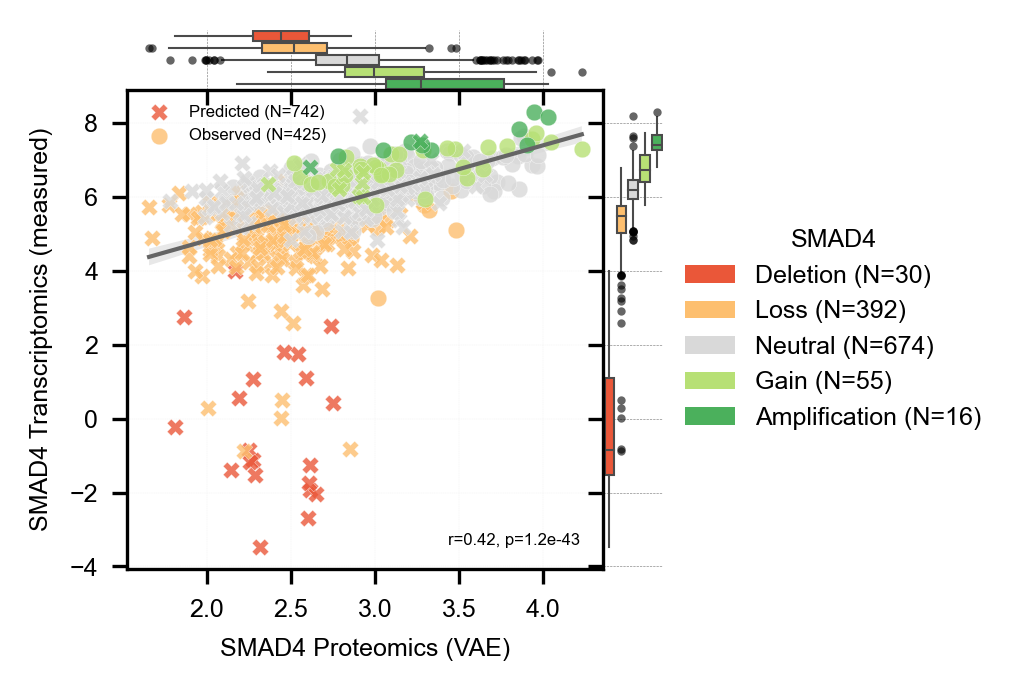 Predicted (N=742)
Observed (N=425)
8
6
4
2
0
−2
−4
SMAD4 Transcriptomics (measured)
r=0.42, p=1.2e-43
2.0 2.5 3.0 3.5 4.0
SMAD4 Proteomics (VAE)
SMAD4
Deletion (N=30)
Loss (N=392)
Neutral (N=674)
Gain (N=55)
Amplification (N=16)